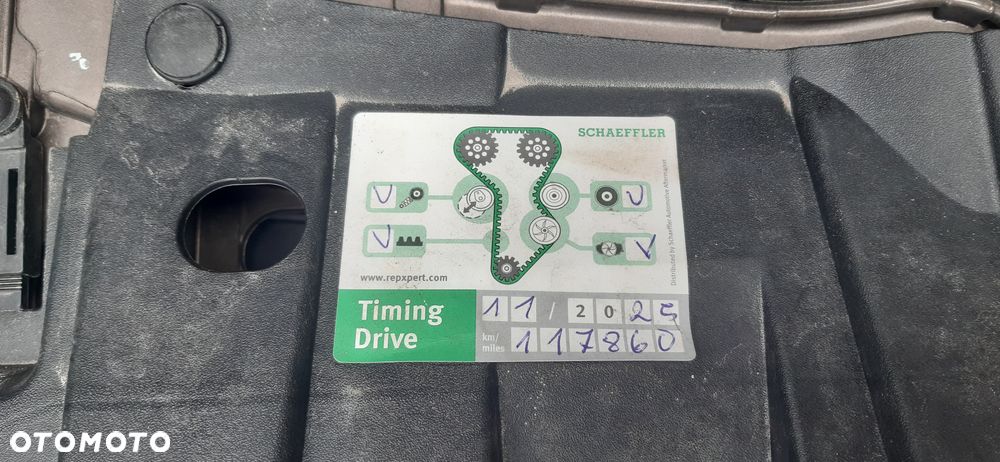 SCHAEFFLER
Distributed by Schaeffler Automotive Aftermarket
www.repxpert.com
Timing Drive
11 / 2025
km/miles 117860
OTOMOTO